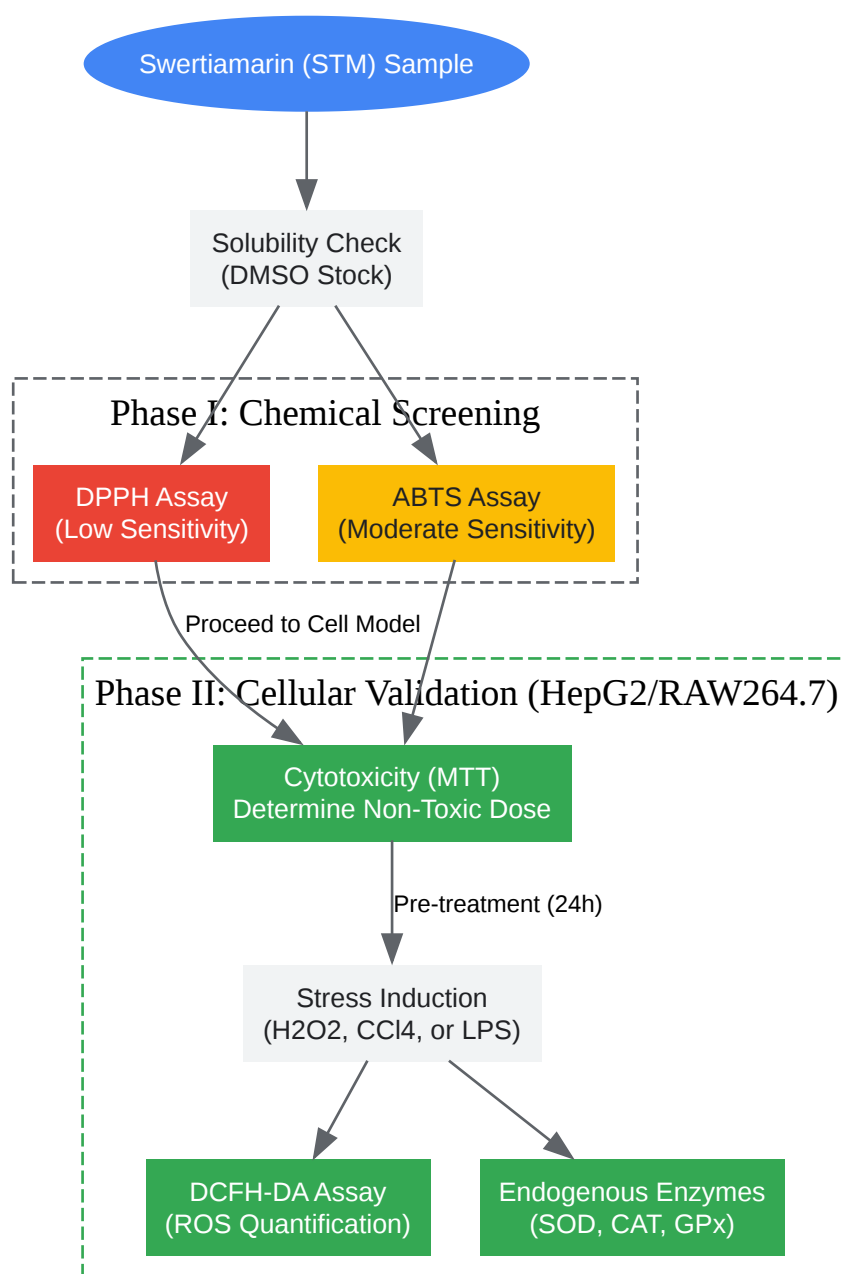 Swertiamarin (STM) Sample
Solubility Check
(DMSO Stock)
Phase I: Chemical Screening
DPPH Assay
(Low Sensitivity)
ABTS Assay
(Moderate Sensitivity)
Proceed to Cell Model
Phase II: Cellular Validation (HepG2/RAW264.7)
Cytotoxicity (MTT)
Determine Non-Toxic Dose
Pre-treatment (24h)
Stress Induction
(H2O2, CCl4, or LPS)
DCFH-DA Assay
(ROS Quantification)
Endogenous Enzymes
(SOD, CAT, GPx)